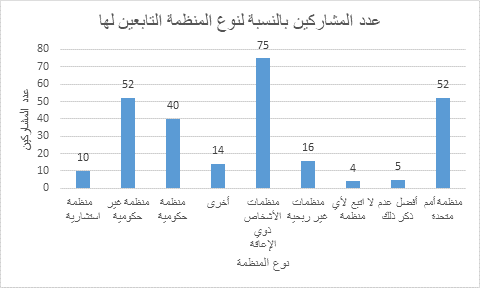 عدد المشاركين بالنسبة لنوع المنظمة التابعين لها
عدد المشاركين
80
70
60
50
40
30
20
10
0
10
52
40
14
75
16
4
5
52
منظمة
استشارية
منظمة غير
حكومية
منظمة
حكومية
أخرى
منظمات
الأشخاص
ذوي
الإعاقة
منظمات
غير ربحية
لا اتبع لأي
منظمة
أفضل عدم
ذكر ذلك
منظمة أمم
متحدة
نوع المنظمة